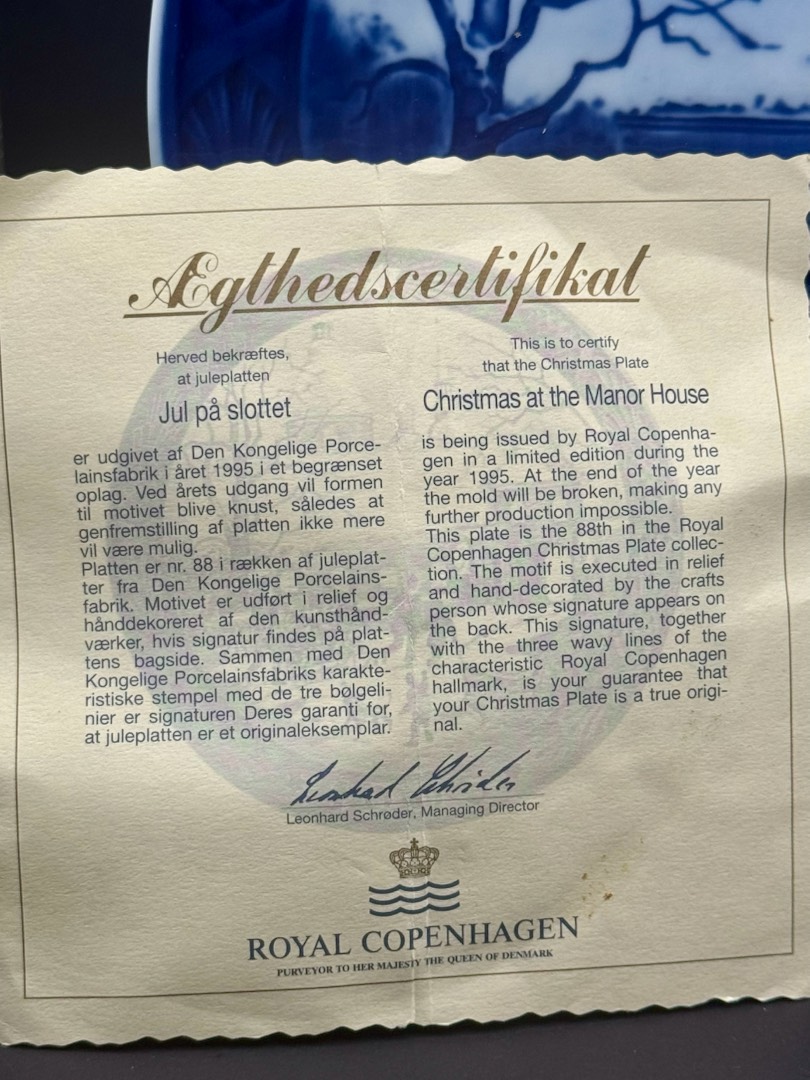 Ægthedscertifikat
Herved bekræftes,
at juleplatten
Jul på slottet
er udgivet af Den Kongelige Porce-
lainsfabrik i året 1995 i et begrænset
oplag. Ved årets udgang vil formen
til motivet blive knust, således at
genfremstilling af platten ikke mere
vil være mulig.
Platten er nr. 88 i rækken af juleplat-
ter fra Den Kongelige Porcelains-
fabrik. Motivet er udført i relief og
hånddekoreret af den kunsthånd-
værker, hvis signatur findes på plat-
tens bagside. Sammen med Den
Kongelige Porcelainsfabriks karakte-
ristiske stempel med de tre bølgeli-
nier er signaturen Deres garanti for,
at juleplatten er et originaleksemplar.
This is to certify
that the Christmas Plate
Christmas at the Manor House
is being issued by Royal Copenha-
gen in a limited edition during the
year 1995. At the end of the year
the mold will be broken, making any
further production impossible.
This plate is the 88th in the Royal
Copenhagen Christmas Plate collec-
tion. The motif is executed in relief
and hand-decorated by the crafts
person whose signature appears on
the back. This signature, together
with the three wavy lines of the
characteristic Royal Copenhagen
hallmark, is your guarantee that
your Christmas Plate is a true origi-
nal.
Leonhard Schrøder
Leonhard Schrøder, Managing Director
ROYAL COPENHAGEN
PURVEYOR TO HER MAJESTY THE QUEEN OF DENMARK